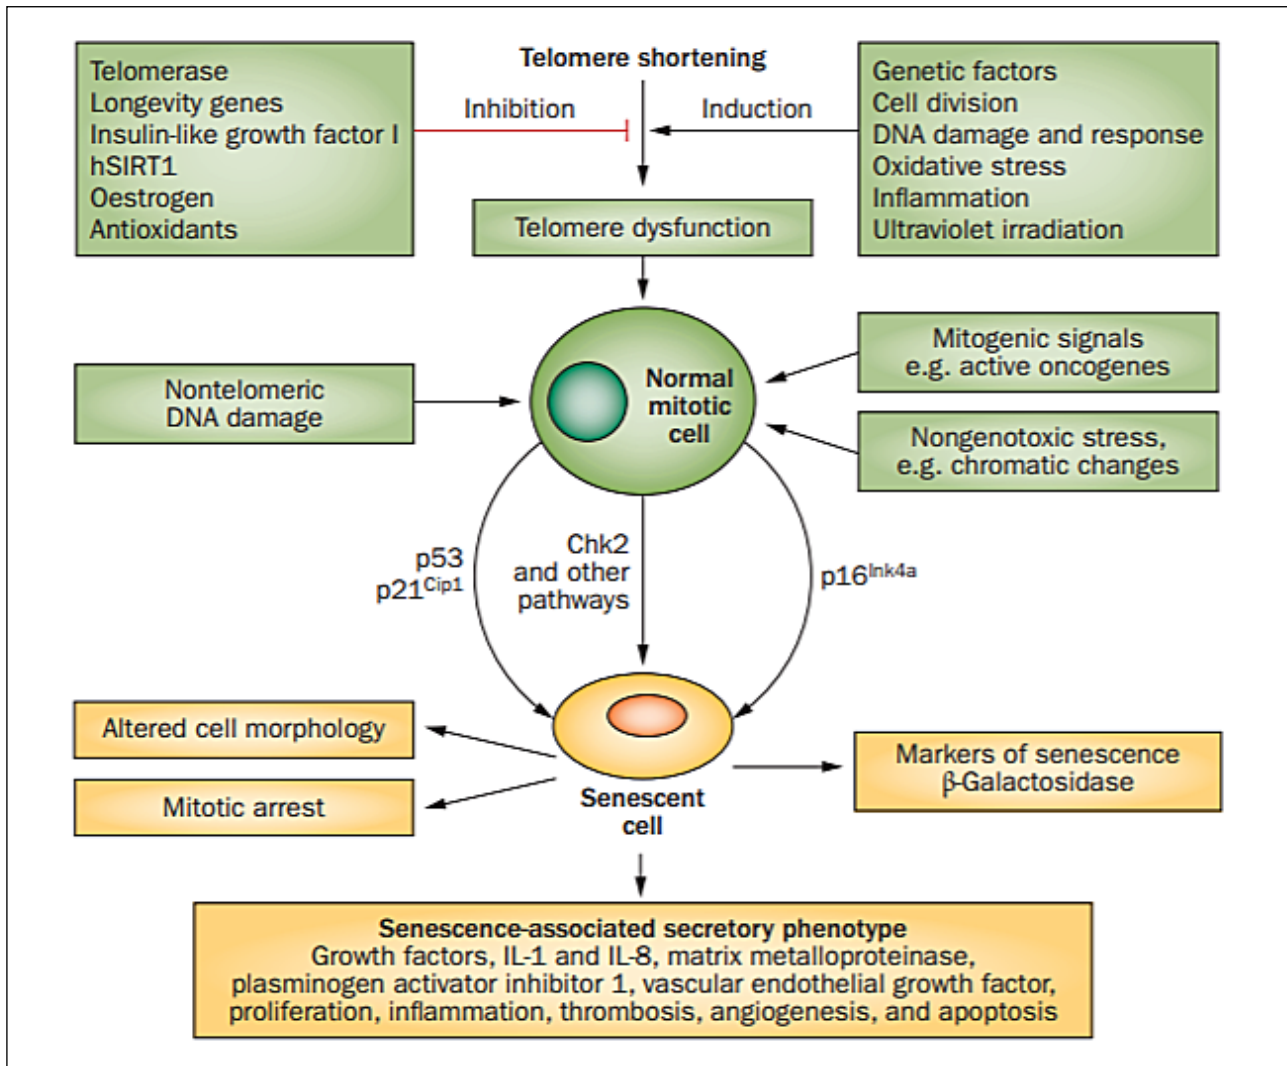 Telomerase
Longevity genes
Insulin-like growth factor I
hSIRT1
Oestrogen
Antioxidants
Telomere shortening
Inhibition
Induction
Genetic factors
Cell division
DNA damage and response
Oxidative stress
Inflammation
Ultraviolet irradiation
Telomere dysfunction
Nontelomeric
DNA damage
Normal
mitotic
cell
Mitogenic signals
e.g. active oncogenes
Nongenotoxic stress,
e.g. chromatic changes
p53
p21Cip1
Chk2
and other
pathways
p16Ink4a
Altered cell morphology
Mitotic arrest
Senescent
cell
Markers of senescence
β-Galactosidase
Senescence-associated secretory phenotype
Growth factors, IL-1 and IL-8, matrix metalloproteinase,
plasminogen activator inhibitor 1, vascular endothelial growth factor,
proliferation, inflammation, thrombosis, angiogenesis, and apoptosis